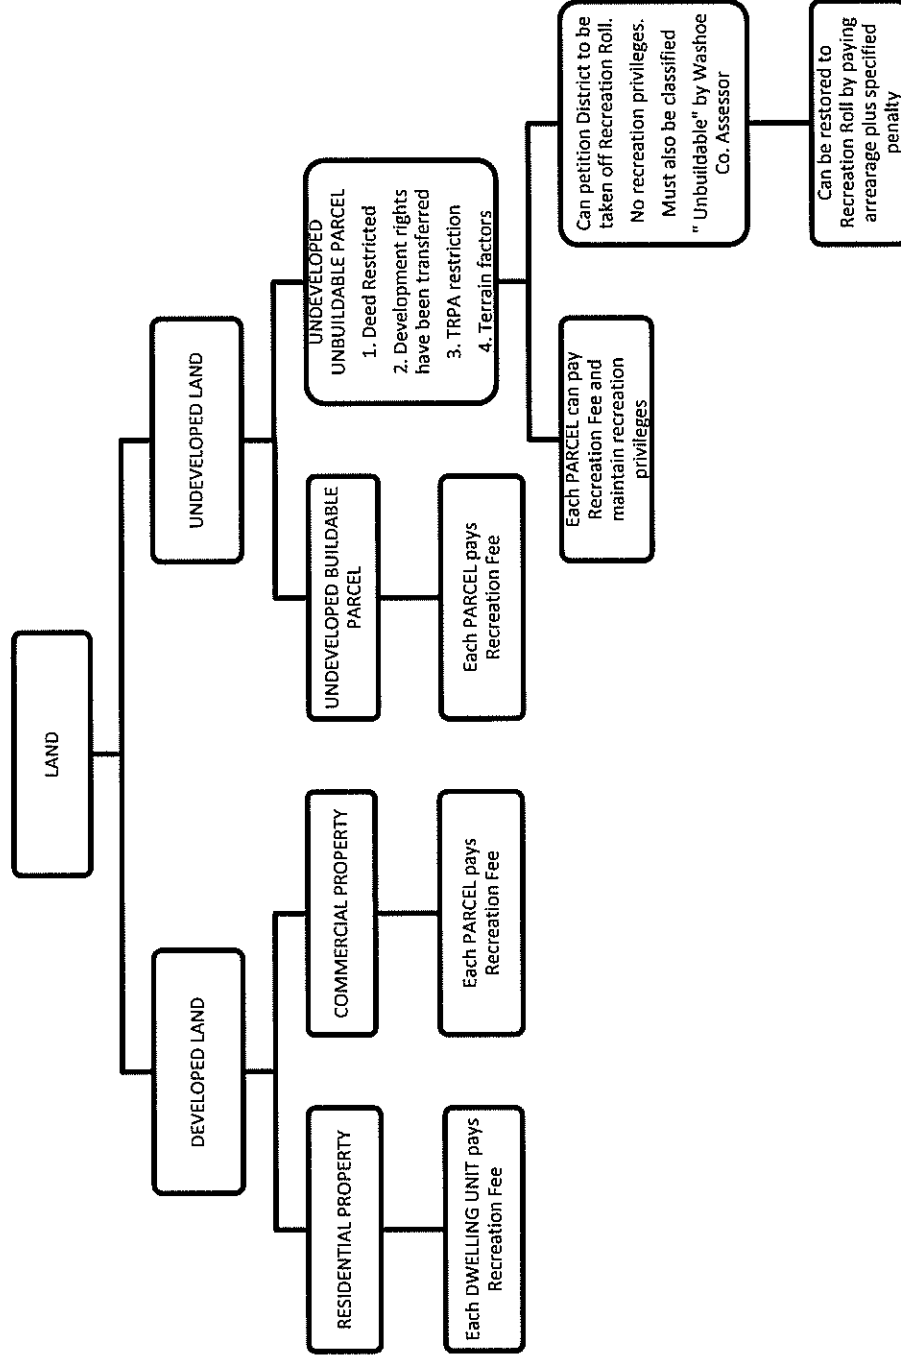 LAND
DEVELOPED LAND
UNDEVELOPED LAND
RESIDENTIAL PROPERTY
COMMERCIAL PROPERTY
UNDEVELOPED BUILDABLE
PARCEL
UNDEVELOPED
UNBUILDABLE PARCEL
1. Deed Restricted
2. Development rights
have been transferred
3. TRPA restriction
4. Terrain factors
Each DWELLING UNIT pays
Recreation Fee
Each PARCEL pays
Recreation Fee
Each PARCEL pays
Recreation Fee
Each PARCEL can pay
Recreation Fee and
maintain recreation
privileges
Can petition District to be
taken off Recreation Roll.
No recreation privileges.
Must also be classified
" Unbuildable" by Washoe
Co. Assessor
Can be restored to
Recreation Roll by paying
arrearage plus specified
penalty